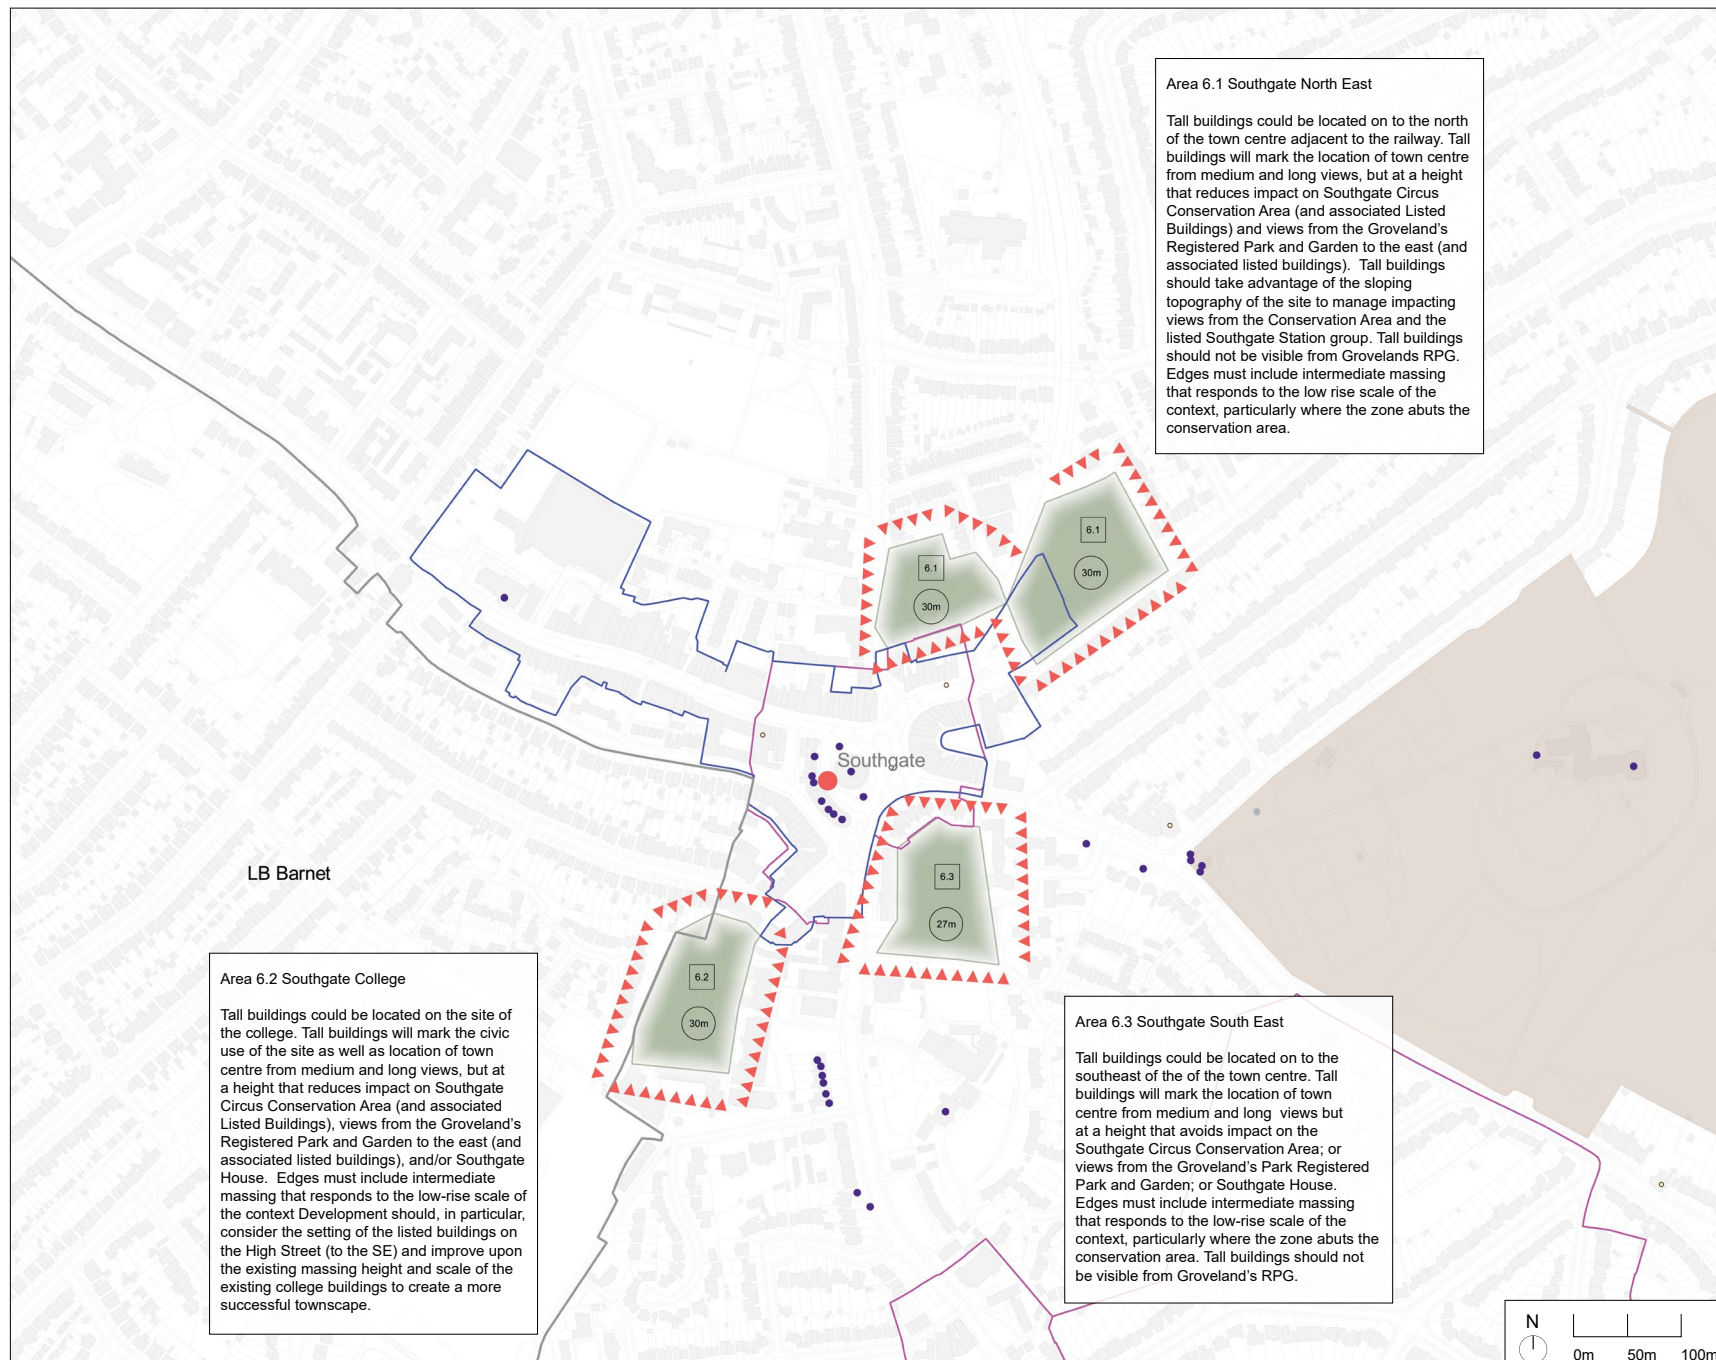 Area 6.1 Southgate North East
Tall buildings could be located on to the north
of the town centre adjacent to the railway. Tall
buildings will mark the location of town centre
from medium and long views, but at a height
that reduces impact on Southgate Circus
Conservation Area (and associated Listed
Buildings) and views from the Groveland's
Registered Park and Garden to the east (and
associated listed buildings).  Tall buildings
should take advantage of the sloping
topography of the site to manage impacting
views from the Conservation Area and the
listed Southgate Station group. Tall buildings
should not be visible from Grovelands RPG.
Edges must include intermediate massing
that responds to the low rise scale of the
context, particularly where the zone abuts the
conservation area.
6.1
30m
6.1
30m
Southgate
6.3
27m
LB Barnet
6.2
30m
Area 6.2 Southgate College
Tall buildings could be located on the site of
the college. Tall buildings will mark the civic
use of the site as well as location of town
centre from medium and long views, but at
a height that reduces impact on Southgate
Circus Conservation Area (and associated
Listed Buildings), views from the Groveland's
Registered Park and Garden to the east (and
associated listed buildings), and/or Southgate
House.  Edges must include intermediate
massing that responds to the low-rise scale of
the context Development should, in particular,
consider the setting of the listed buildings on
the High Street (to the SE) and improve upon
the existing massing height and scale of the
existing college buildings to create a more
successful townscape.
Area 6.3 Southgate South East
Tall buildings could be located on to the
southeast of the of the town centre. Tall
buildings will mark the location of town
centre from medium and long  views but
at a height that avoids impact on the
Southgate Circus Conservation Area; or
views from the Groveland's Park Registered
Park and Garden; or Southgate House.
Edges must include intermediate massing
that responds to the low-rise scale of the
context, particularly where the zone abuts the
conservation area. Tall buildings should not
be visible from Groveland's RPG.
N
0m 50m 100m